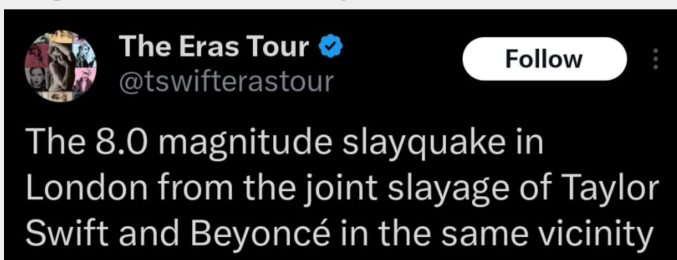 The Eras Tour
@tswifterastour
Follow
The 8.0 magnitude slayquake in
London from the joint slayage of Taylor
Swift and Beyoncé in the same vicinity